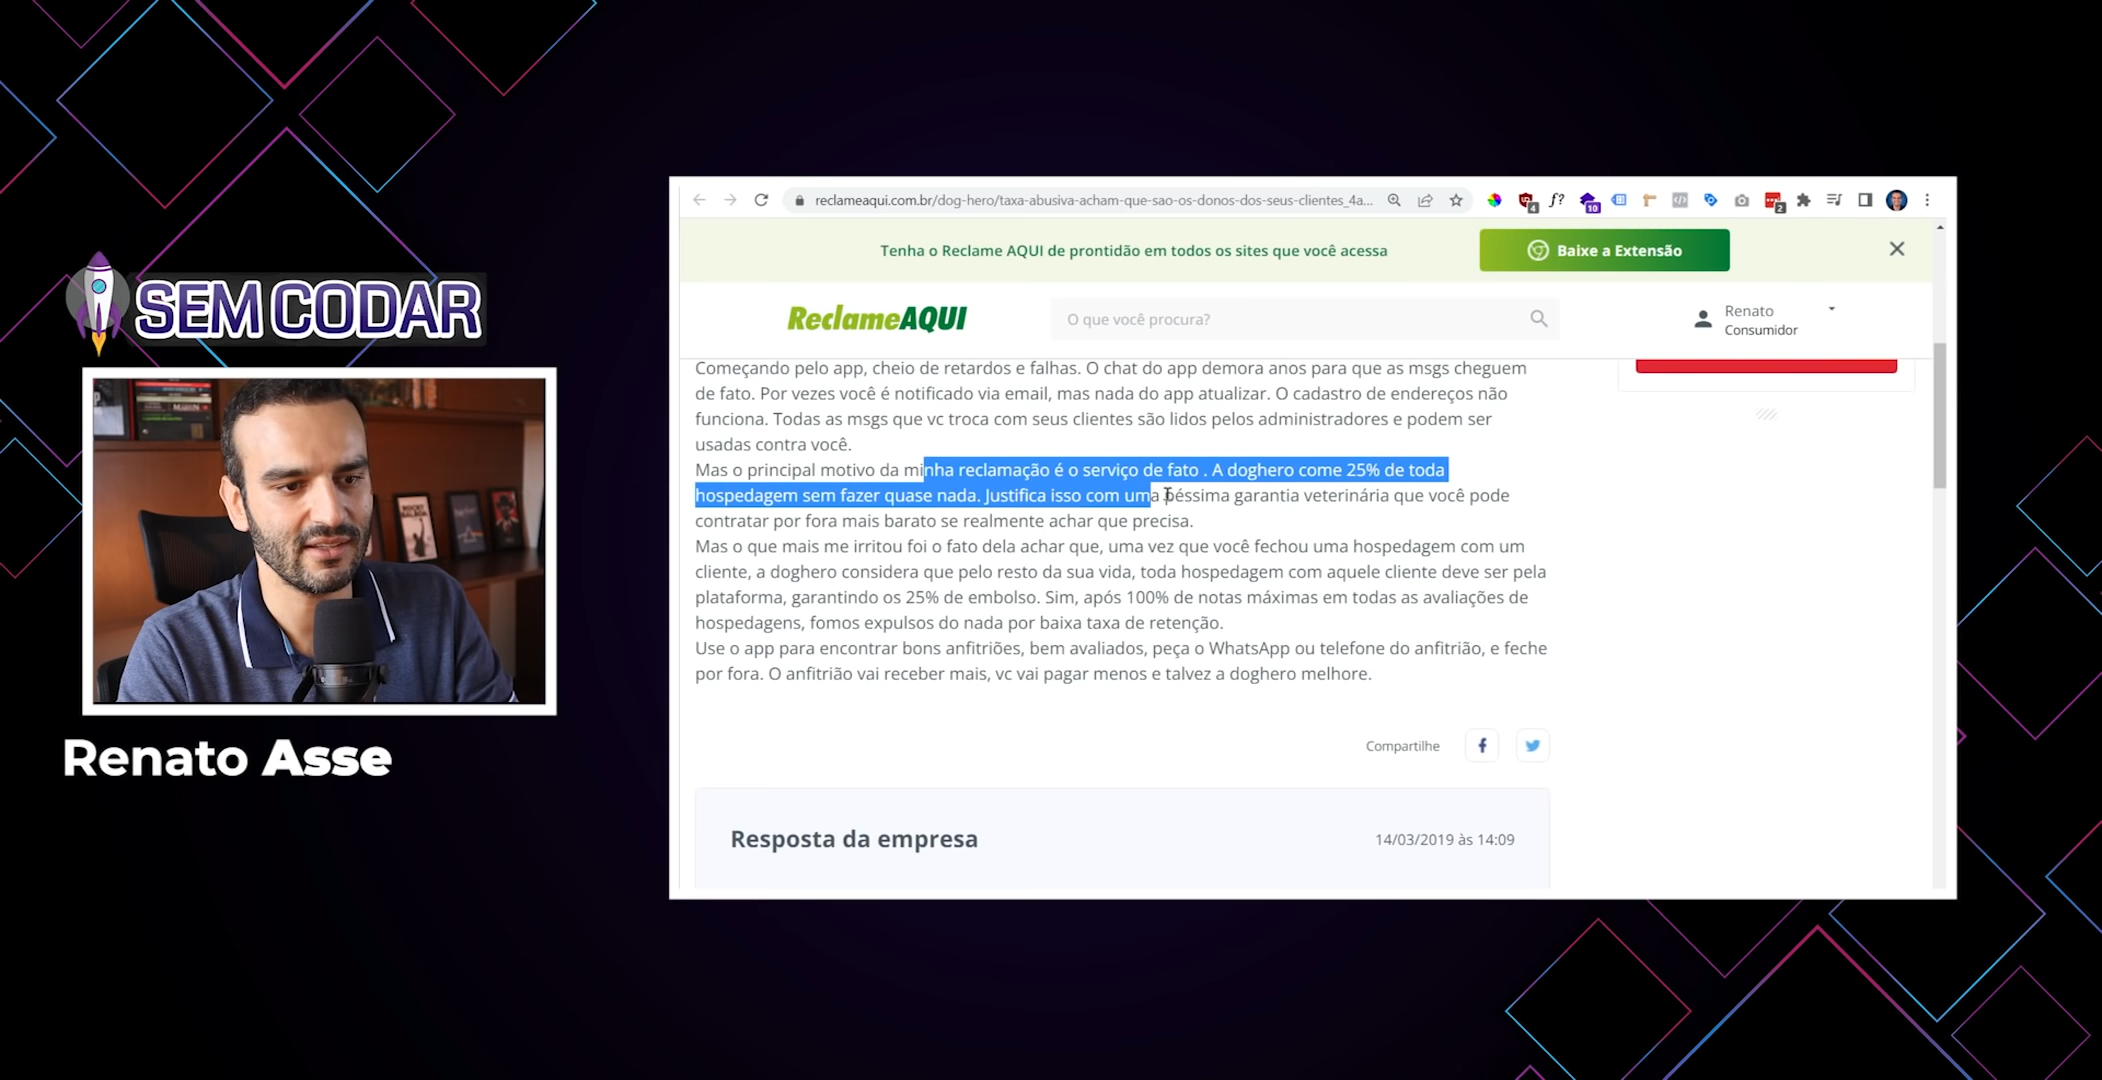 SEM CODAR
Renato Asse
reclameaqui.com.br/dog-hero/taxa-abusiva-acham-que-sao-os-donos-dos-seus-clientes_4a...
Tenha o Reclame AQUI de prontidão em todos os sites que você acessa
Baixe a Extensão
ReclameAQUI
O que você procura?
Renato
Consumidor
Começando pelo app, cheio de retardos e falhas. O chat do app demora anos para que as msgs cheguem
de fato. Por vezes você é notificado via email, mas nada do app atualizar. O cadastro de endereços não
funciona. Todas as msgs que vc troca com seus clientes são lidos pelos administradores e podem ser
usadas contra você.
Mas o principal motivo da minha reclamação é o serviço de fato . A doghero come 25% de toda
hospedagem sem fazer quase nada. Justifica isso com uma péssima garantia veterinária que você pode
contratar por fora mais barato se realmente achar que precisa.
Mas o que mais me irritou foi o fato dela achar que, uma vez que você fechou uma hospedagem com um
cliente, a doghero considera que pelo resto da sua vida, toda hospedagem com aquele cliente deve ser pela
plataforma, garantindo os 25% de embolso. Sim, após 100% de notas máximas em todas as avaliações de
hospedagens, fomos expulsos do nada por baixa taxa de retenção.
Use o app para encontrar bons anfitriões, bem avaliados, peça o WhatsApp ou telefone do anfitrião, e feche
por fora. O anfitrião vai receber mais, vc vai pagar menos e talvez a doghero melhore.
Compartilhe
Resposta da empresa
14/03/2019 às 14:09
ROCKY
BALBOA
4
f?
10
2